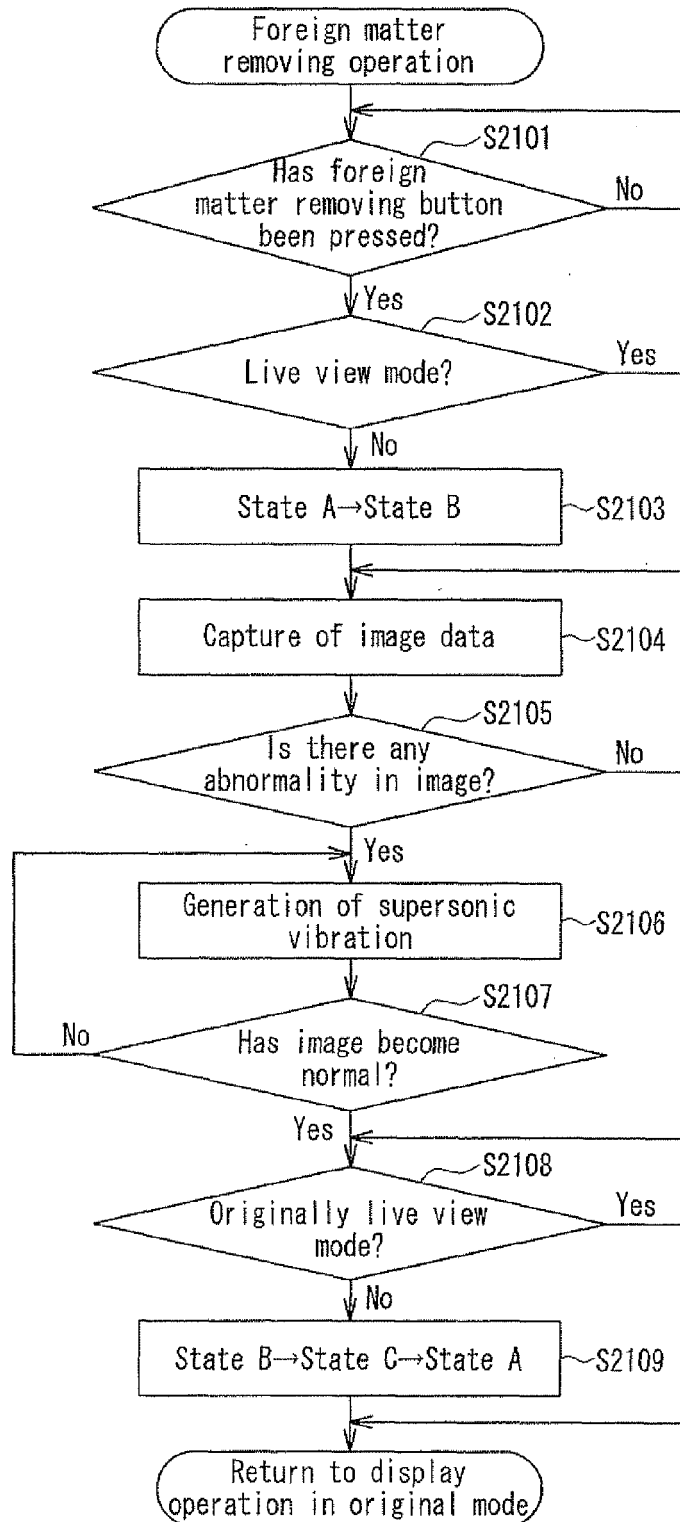 Foreign matter
removing operation
S2101
Has foreign
matter removing button
been pressed?
No
Yes
S2102
Live view mode?
Yes
No
State A→State B
S2103
Capture of image data
S2104
S2105
Is there any
abnormality in image?
No
Yes
Generation of supersonic
vibration
S2106
S2107
No
Has image become
normal?
Yes
S2108
Originally live view
mode?
Yes
No
State B→State C→State A
S2109
Return to display
operation in original mode